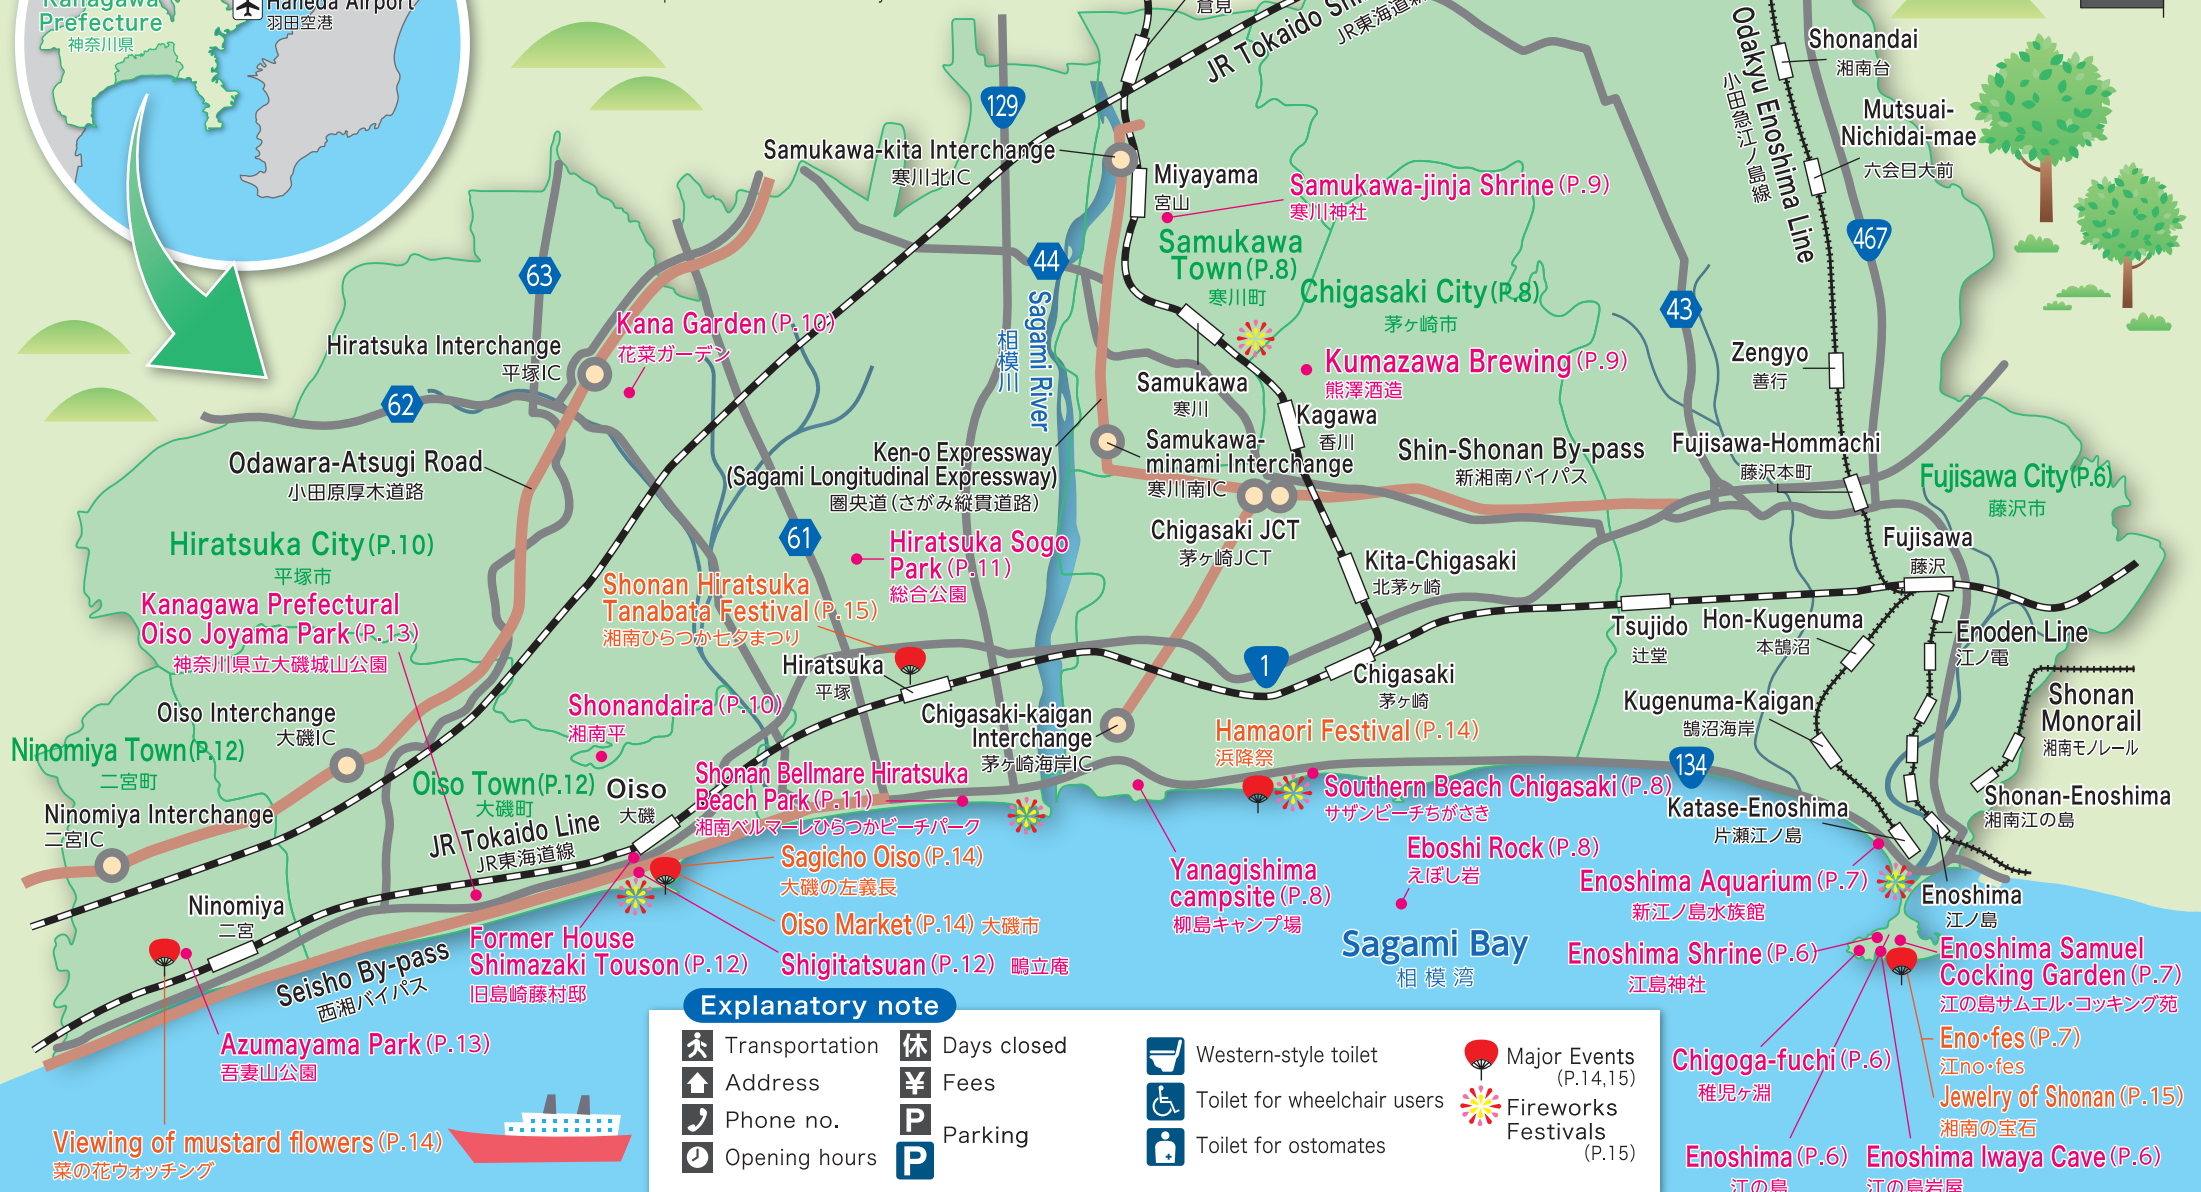 Kanagawa
Prefecture
神奈川県
Haneda Airport
羽田空港
倉見
JR東海道新
Odakyu Enoshima Line
小田急江ノ島線
Shonandai
湘南台
Mutsuai-
Nichidai-mae
六会日大前
129
Samukawa-kita Interchange
寒川北IC
Miyayama
宮山
Samukawa-jinja Shrine (P.9)
寒川神社
Samukawa
Town (P.8)
寒川町
467
63
44
Chigasaki City (P.8)
茅ヶ崎市
43
Sagami River
相模川
Kana Garden (P.10)
花菜ガーデン
Hiratsuka Interchange
平塚IC
Kumazawa Brewing (P.9)
熊澤酒造
Zengyo
善行
62
Samukawa
寒川
Kagawa
香川
Odawara-Atsugi Road
小田原厚木道路
Ken-o Expressway
(Sagami Longitudinal Expressway)
圏央道(さがみ縦貫道路)
Samukawa-
minami Interchange
寒川南IC
Shin-Shonan By-pass
新湘南バイパス
Fujisawa-Hommachi
藤沢本町
Fujisawa City (P.6)
藤沢市
Hiratsuka City (P.10)
平塚市
61
Hiratsuka Sogo
Park (P.11)
総合公園
Chigasaki JCT
茅ヶ崎JCT
Kita-Chigasaki
北茅ヶ崎
Fujisawa
藤沢
Kanagawa Prefectural
Oiso Joyama Park (P.13)
神奈川県立大磯城山公園
Shonan Hiratsuka
Tanabata Festival (P.15)
湘南ひらつか七夕まつり
Hiratsuka
平塚
1
Chigasaki
茅ヶ崎
Tsujido
辻堂
Hon-Kugenuma
本鵠沼
Enoden Line
江ノ電
Shonandaira (P.10)
湘南平
Oiso Interchange
大磯IC
Ninomiya Town (P.12)
二宮町
Chigasaki-kaigan
Interchange
茅ヶ崎海岸IC
Hamaori Festival (P.14)
浜降祭
Kugenuma-Kaigan
鵠沼海岸
Shonan
Monorail
湘南モノレール
134
Oiso Town (P.12)
大磯町
Oiso
大磯
Shonan Bellmare Hiratsuka
Beach Park (P.11)
湘南ベルマーレひらつかビーチパーク
Southern Beach Chigasaki (P.8)
サザンビーチちがさき
Katase-Enoshima
片瀬江ノ島
Shonan-Enoshima
湘南江の島
Ninomiya Interchange
二宮IC
JR Tokaido Line
JR東海道線
Sagicho Oiso (P.14)
大磯の左義長
Yanagishima
campsite (P.8)
柳島キャンプ場
Eboshi Rock (P.8)
えぼし岩
Enoshima Aquarium (P.7)
新江ノ島水族館
Enoshima
江ノ島
Ninomiya
二宮
Oiso Market (P.14) 大磯市
Former House
Shimazaki Touson (P.12)
旧島崎藤村邸
Shigitatsuan (P.12) 鴫立庵
Sagami Bay
相模湾
Enoshima Shrine (P.6)
江島神社
Enoshima Samuel
Cocking Garden (P.7)
江の島サムエル・コッキング苑
Seisho By-pass
西湘バイパス
Azumayama Park (P.13)
吾妻山公園
Eno•fes (P.7)
江no•fes
Chigoga-fuchi (P.6)
稚児ヶ淵
Jewelry of Shonan (P.15)
湘南の宝石
Viewing of mustard flowers (P.14)
菜の花ウォッチング
Enoshima (P.6)
江の島
Enoshima Iwaya Cave (P.6)
江の島岩屋
Explanatory note
Transportation
Address
Phone no.
Opening hours
休 Days closed
¥ Fees
P
P
Parking
Western-style toilet
Toilet for wheelchair users
Toilet for ostomates
Major Events
(P.14,15)
Fireworks
Festivals
(P.15)